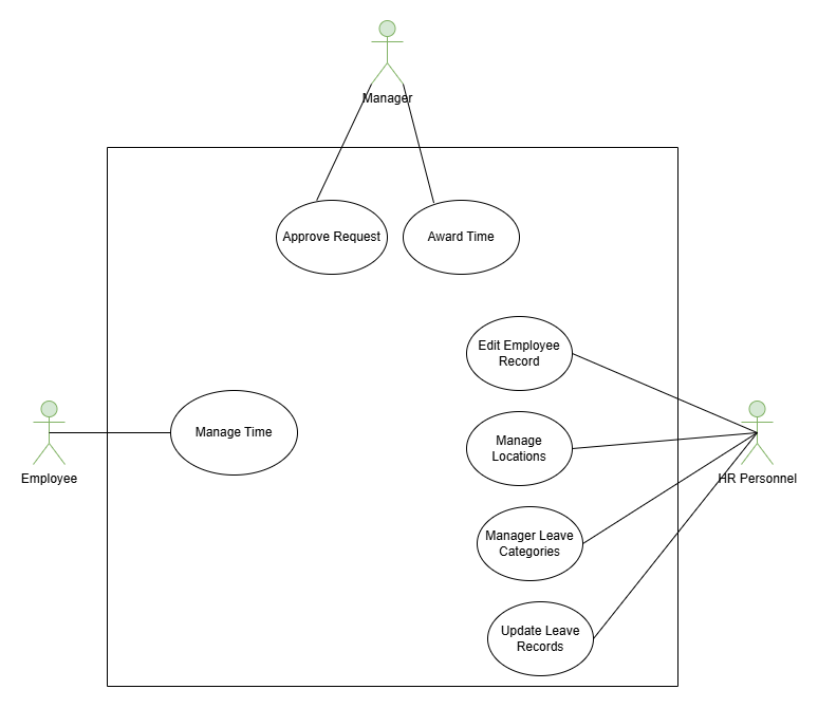 Manager
Approve Request
Award Time
Edit Employee
Record
Manage Time
Manage
Locations
Employee
HR Personnel
Manager Leave
Categories
Update Leave
Records